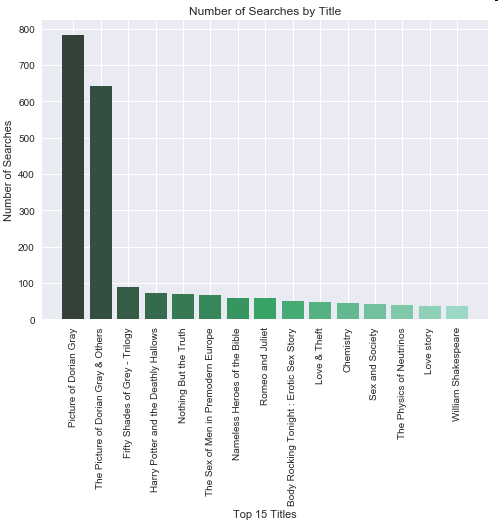 Number of Searches by Title
Number of Searches
800
700
600
500
400
300
200
100
0
Picture of Dorian Gray
The Picture of Dorian Gray & Others
Fifty Shades of Grey - Trilogy
Harry Potter and the Deathly Hallows
Nothing But the Truth
The Sex of Men in Premodern Europe
Nameless Heroes of the Bible
Romeo and Juliet
Body Rocking Tonight : Erotic Sex Story
Love & Theft
Chemistry
Sex and Society
The Physics of Neutrinos
Love story
William Shakespeare
Top 15 Titles